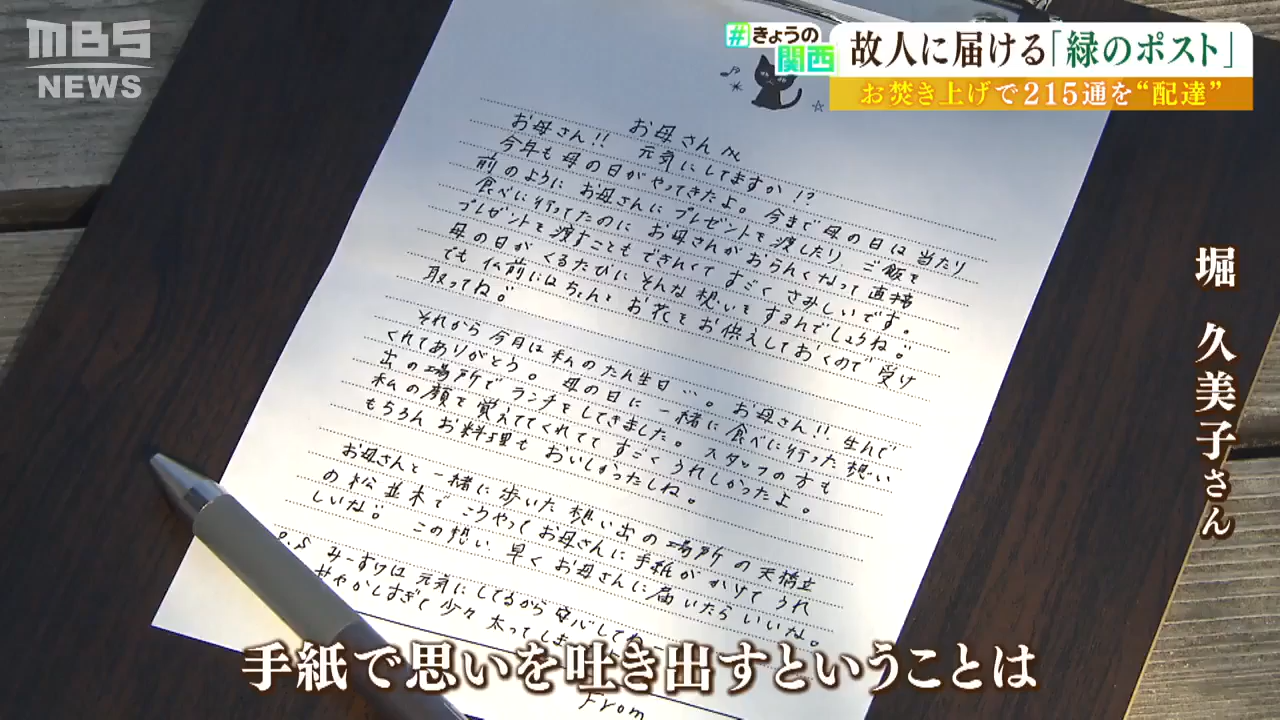 MBS
NEWS
#きょうの
関西
故人に届ける「緑のポスト」
お焚き上げで215通を“配達”
堀 久美子さん
お母さんへ
お母さん!! 元気にしてますか!?
今年も母の日がやってきたよ。今まで母の日は当たり
前のようにお母さんにプレゼントを渡したり ご飯を
食べに行ってたのに お母さんがおらんくなって 直接
プレゼントを渡すこともできんくて すごく さみしいです。
母の日が くるたびに そんな想いを するんでしょうね。
でも 仏前には ちゃんと お花を お供えしておくので 受け
取ってね。
それから 今日は 私のたん生日…。 お母さん!! 生んで
くれてありがとう。 母の日に 一緒に食べに行った 想い
出の場所で ランチをしてきました。 スタッフの方も
私の顔を 覚えててくれてて すごく うれしかったよ。
もちろん お料理も おいしかったしね。
お母さんと 一緒に歩いた 想い出の場所の 天橋立
の松並木で こうやって お母さんに 手紙が かけて うれ
しいな。 この想い 早く お母さんに届いたら いいな。
P.S みーすけは 元気にしてるから 安心してね
甘やかしすぎて 少々 太ってしま
From
手紙で思いを吐き出すということは